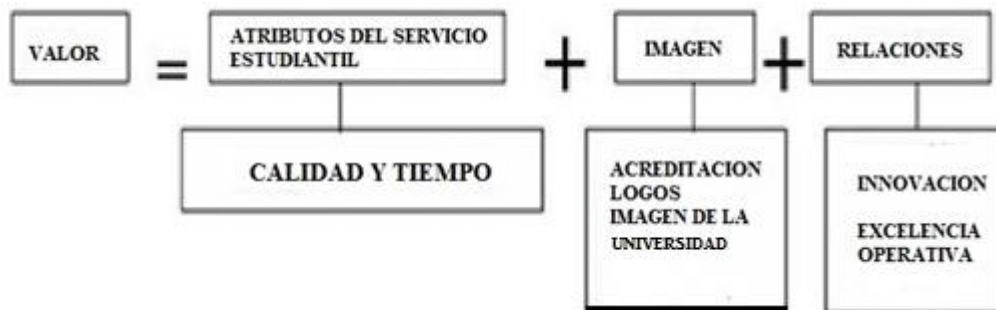 VALOR
=
ATRIBUTOS DEL SERVICIO
ESTUDIANTIL
+
IMAGEN
+
RELACIONES
CALIDAD Y TIEMPO
ACREDITACION
LOGOS
IMAGEN DE LA
UNIVERSIDAD
INNOVACION
EXCELENCIA
OPERATIVA